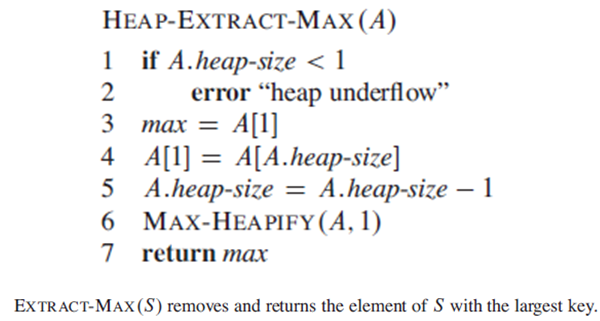 HEAP-EXTRACT-MAX(A)
1 if A.heap-size < 1
2 error “heap underflow”
3 max = A[1]
4 A[1] = A[A.heap-size]
5 A.heap-size = A.heap-size − 1
6 MAX-HEAPIFY(A, 1)
7 return max
EXTRACT-MAX(S) removes and returns the element of S with the largest key.